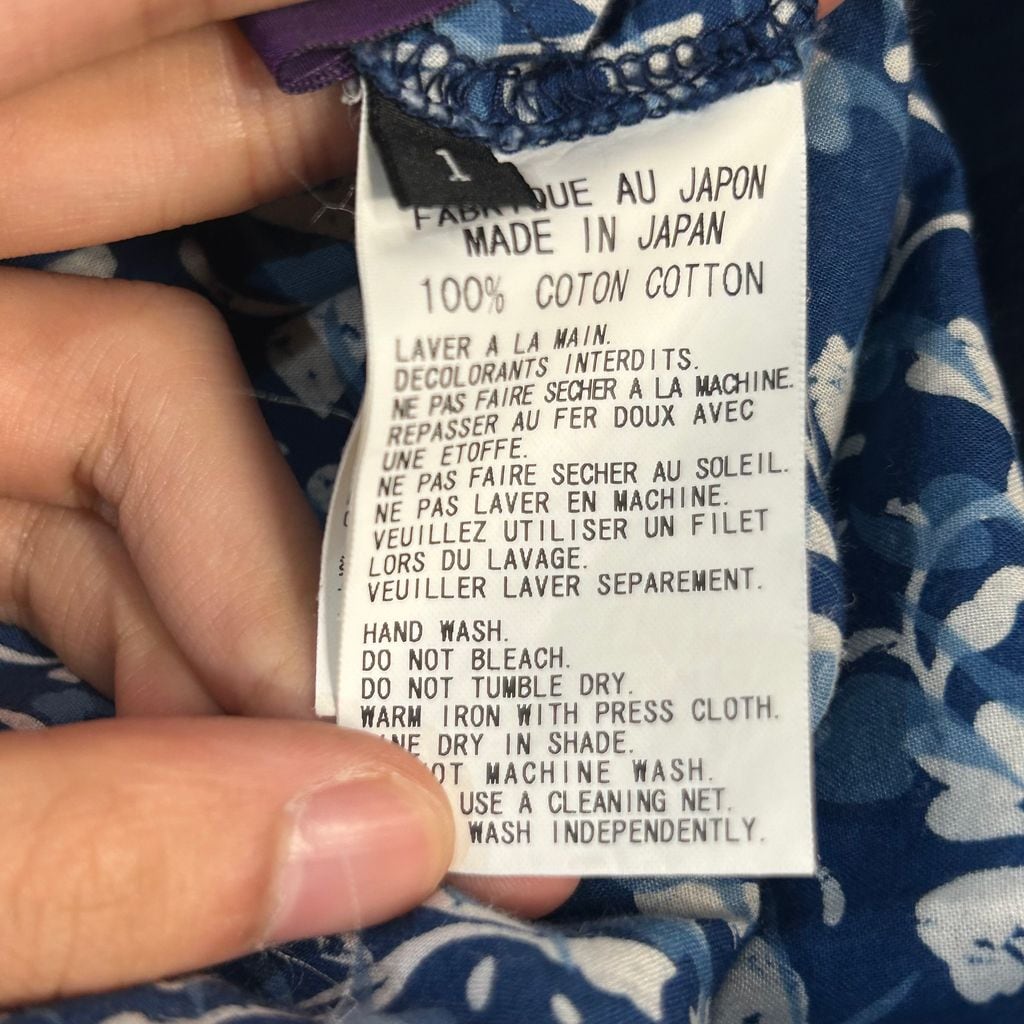 1
FABRIQUE AU JAPON
MADE IN JAPAN
100% COTON COTTON
LAVER A LA MAIN.
DECOLORANTS INTERDITS.
NE PAS FAIRE SECHER A LA MACHINE.
REPASSER AU FER DOUX AVEC
UNE ETOFFE.
NE PAS FAIRE SECHER AU SOLEIL.
NE PAS LAVER EN MACHINE.
VEUILLEZ UTILISER UN FILET
LORS DU LAVAGE.
VEUILLER LAVER SEPAREMENT.
HAND WASH.
DO NOT BLEACH.
DO NOT TUMBLE DRY.
WARM IRON WITH PRESS CLOTH.
LINE DRY IN SHADE.
NOT MACHINE WASH.
USE A CLEANING NET.
WASH INDEPENDENTLY.